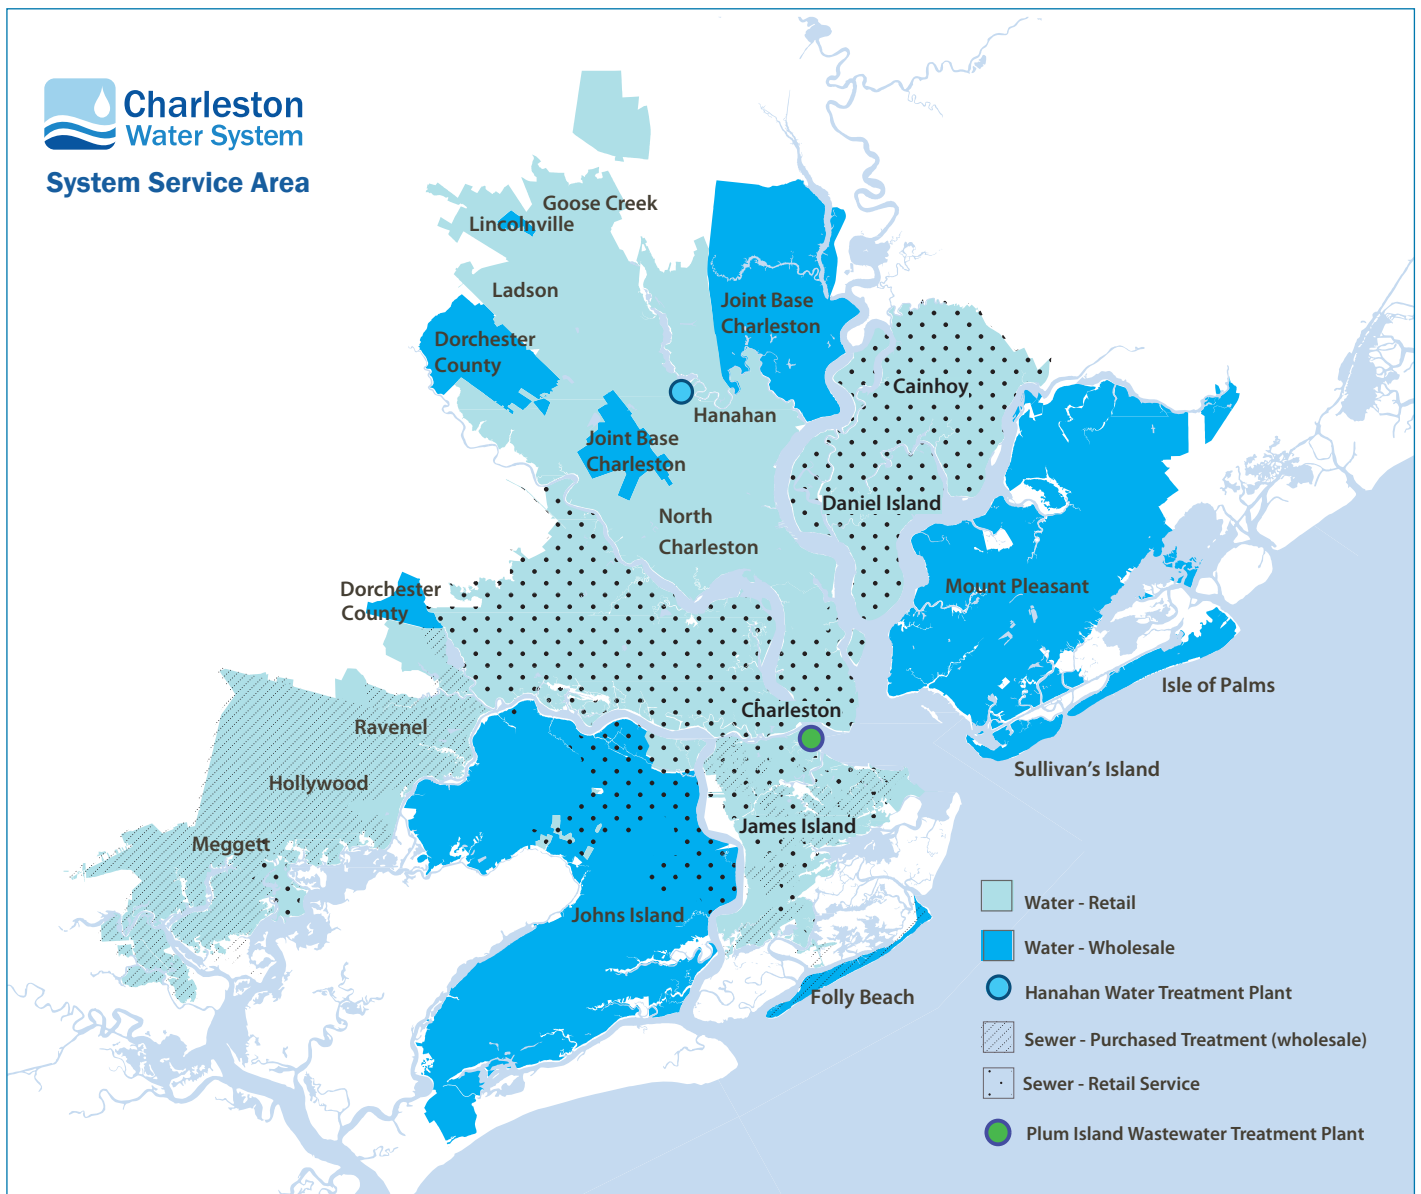 Charleston
Water System
System Service Area
Goose Creek
Lincolnville
Ladson
Joint Base
Charleston
Dorchester
County
Cainhoy
Hanahan
Joint Base
Charleston
Daniel Island
North
Charleston
Dorchester
County
Mount Pleasant
Isle of Palms
Charleston
Ravenel
Sullivan's Island
Hollywood
James Island
Meggett
Johns Island
Folly Beach
Water - Retail
Water - Wholesale
Hanahan Water Treatment Plant
Sewer - Purchased Treatment (wholesale)
Sewer - Retail Service
Plum Island Wastewater Treatment Plant